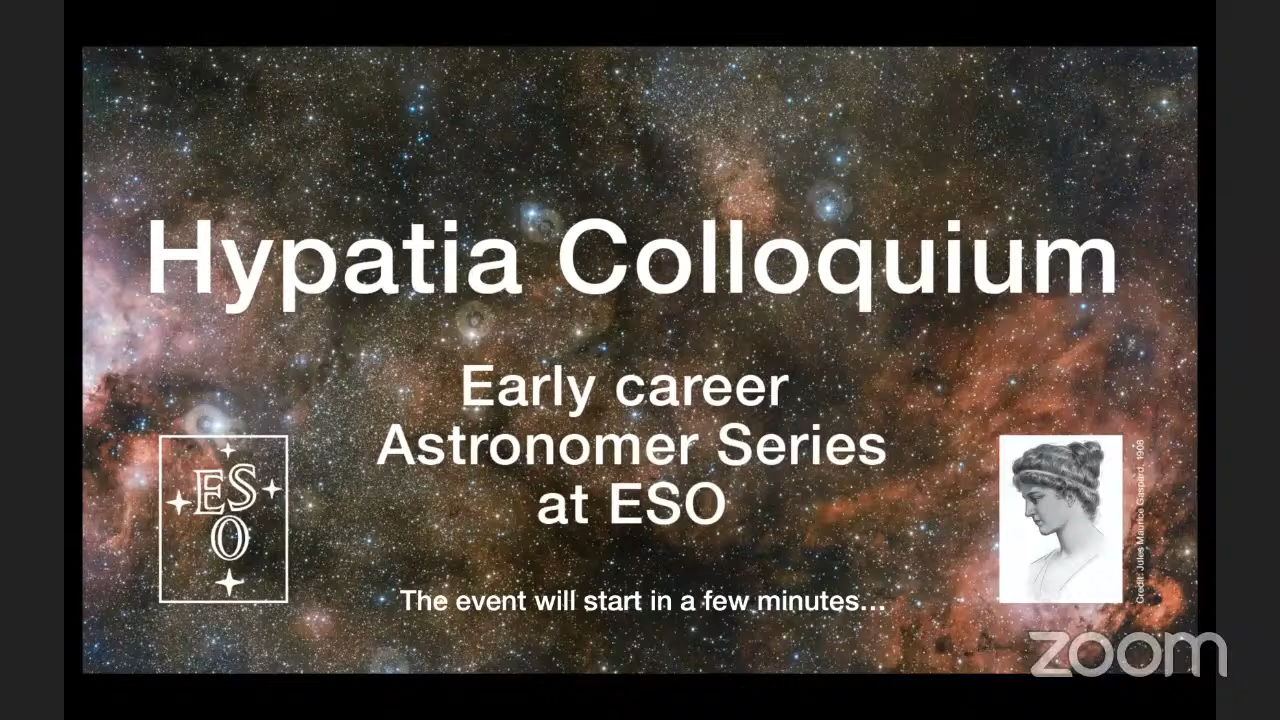 Hypatia Colloquium
Early career
Astronomer Series
at ESO
ES
O
The event will start in a few minutes...
Credit: Jules Maurice Gaspard, 1908
zoom